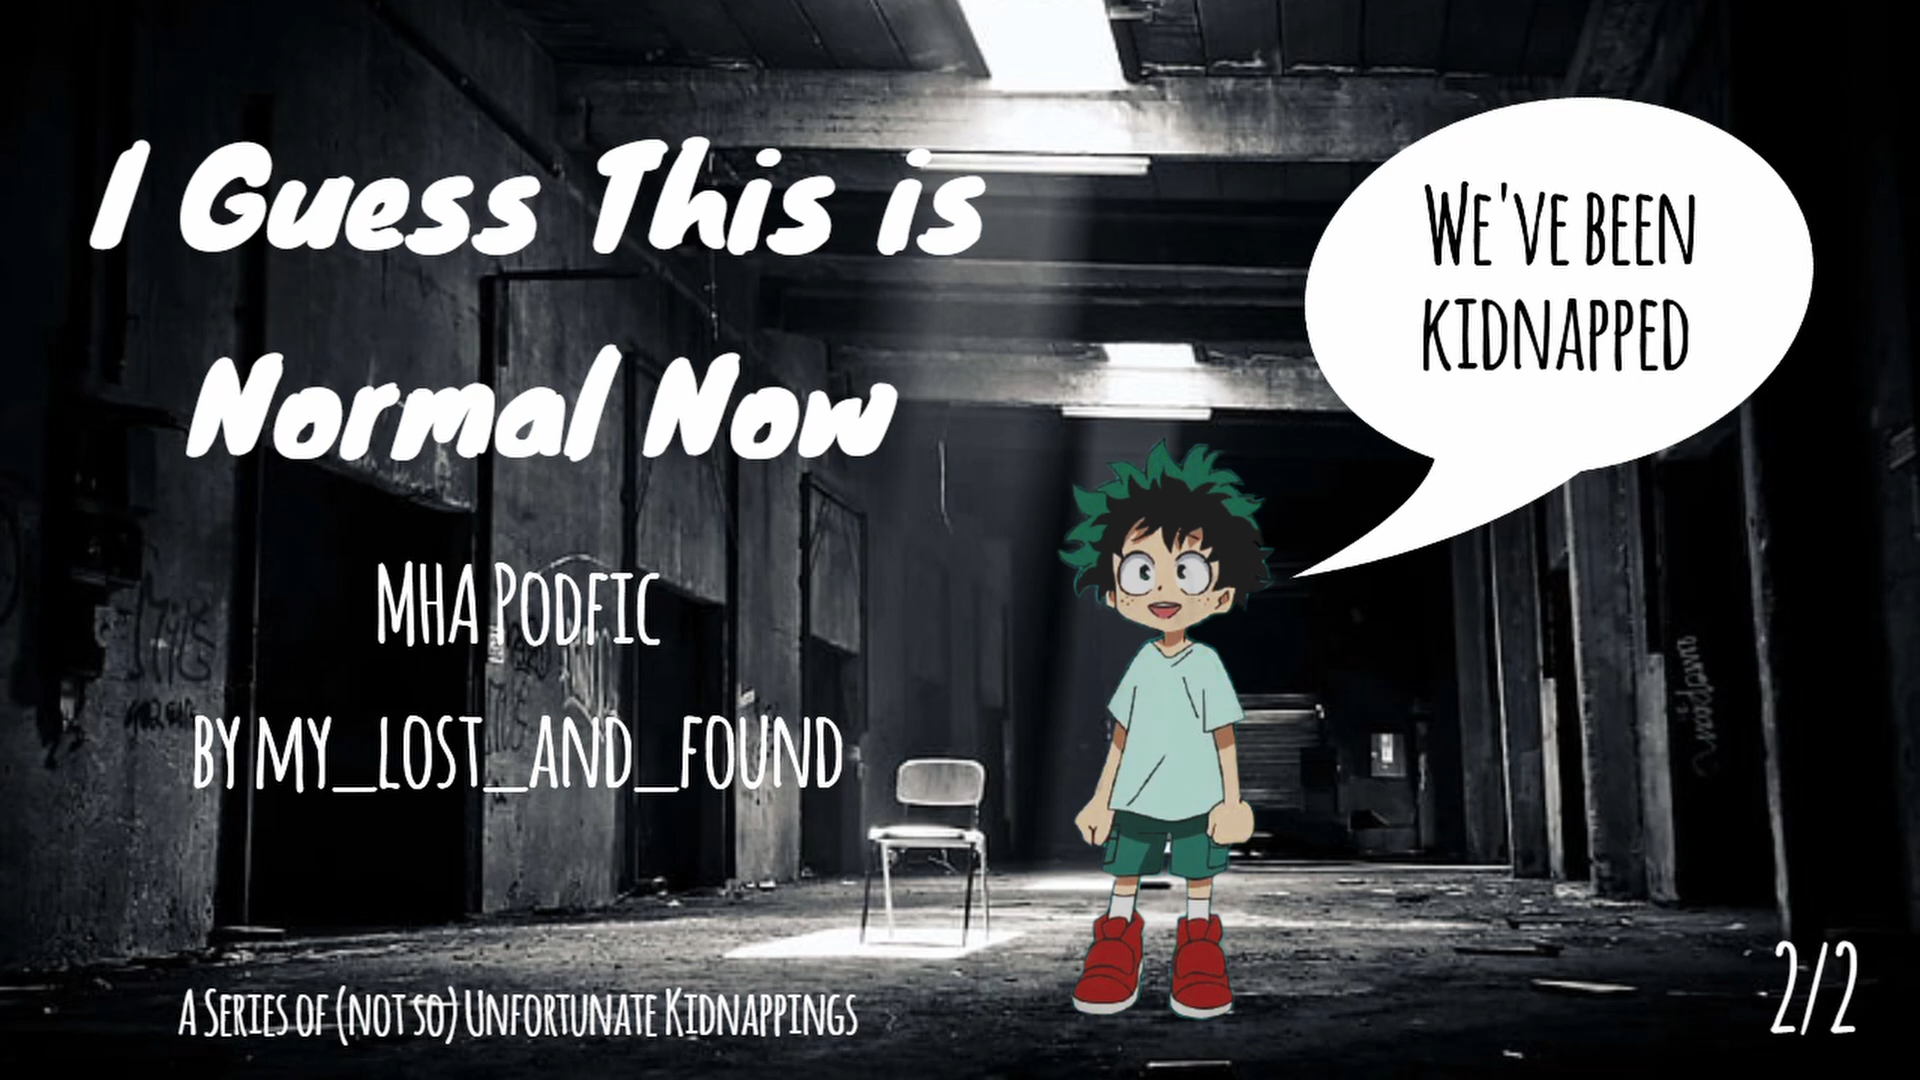 I Guess This is
Normal Now
WE'VE BEEN
KIDNAPPED
MHA PODFIC
BY MY_LOST_AND_FOUND
A SERIES OF (NOT SO) UNFORTUNATE KIDNAPPINGS
2/2